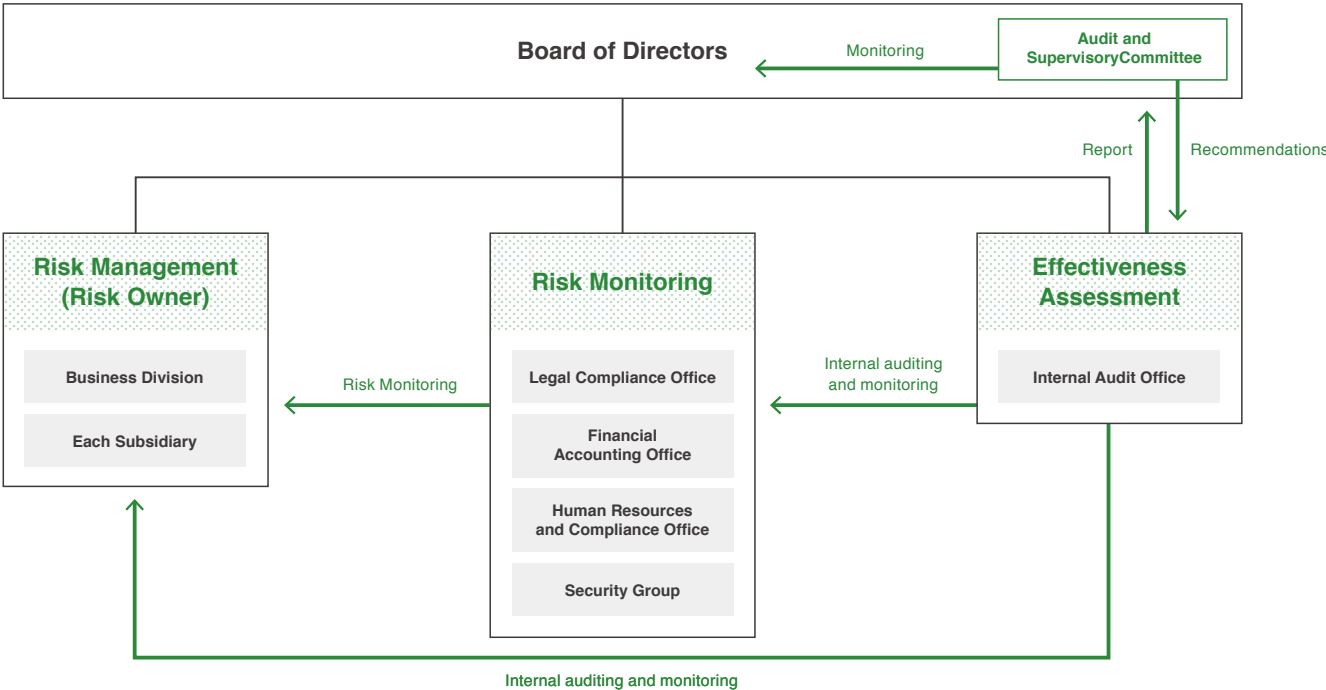 Board of Directors
Monitoring
Audit and
SupervisoryCommittee
Report
Recommendations
Risk Management
(Risk Owner)
Business Division
Each Subsidiary
Risk Monitoring
Risk Monitoring
Legal Compliance Office
Financial
Accounting Office
Human Resources
and Compliance Office
Security Group
Internal auditing
and monitoring
Effectiveness
Assessment
Internal Audit Office
Internal auditing and monitoring